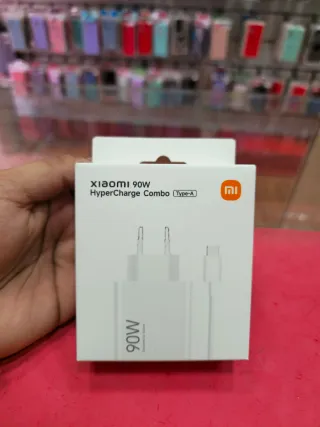 xiaomi 90W
HyperCharge Combo Type-A
mi
90W